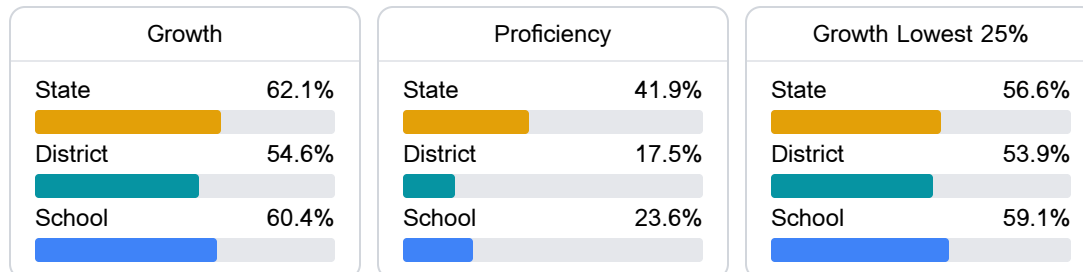 Growth
State 62.1%
District 54.6%
School 60.4%
Proficiency
State 41.9%
District 17.5%
School 23.6%
Growth Lowest 25%
State 56.6%
District 53.9%
School 59.1%